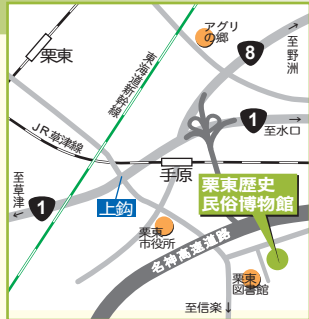 アグリ
の郷
栗東
8
至野洲
東海道新幹線
1
至水口
JR草津線
手原
至草津
1
上鈎
栗東歴史
民俗博物館
栗東
市役所
名神高速道路
栗東
図書館
至信楽